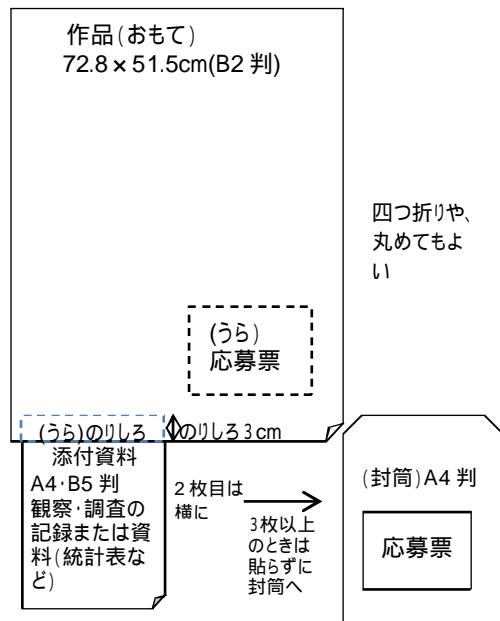 作品(おもて)
72.8×51.5cm(B2 判)
四つ折りや、
丸めてもよ
い
(うら)
応募票
(うら)のりしろ
のりしろ3cm
添付資料
A4・B5 判
観察・調査の
記録または資
料(統計表な
ど)
2枚目は
横に
3枚以上
のときは
貼らずに
封筒へ
(封筒)A4 判
応募票